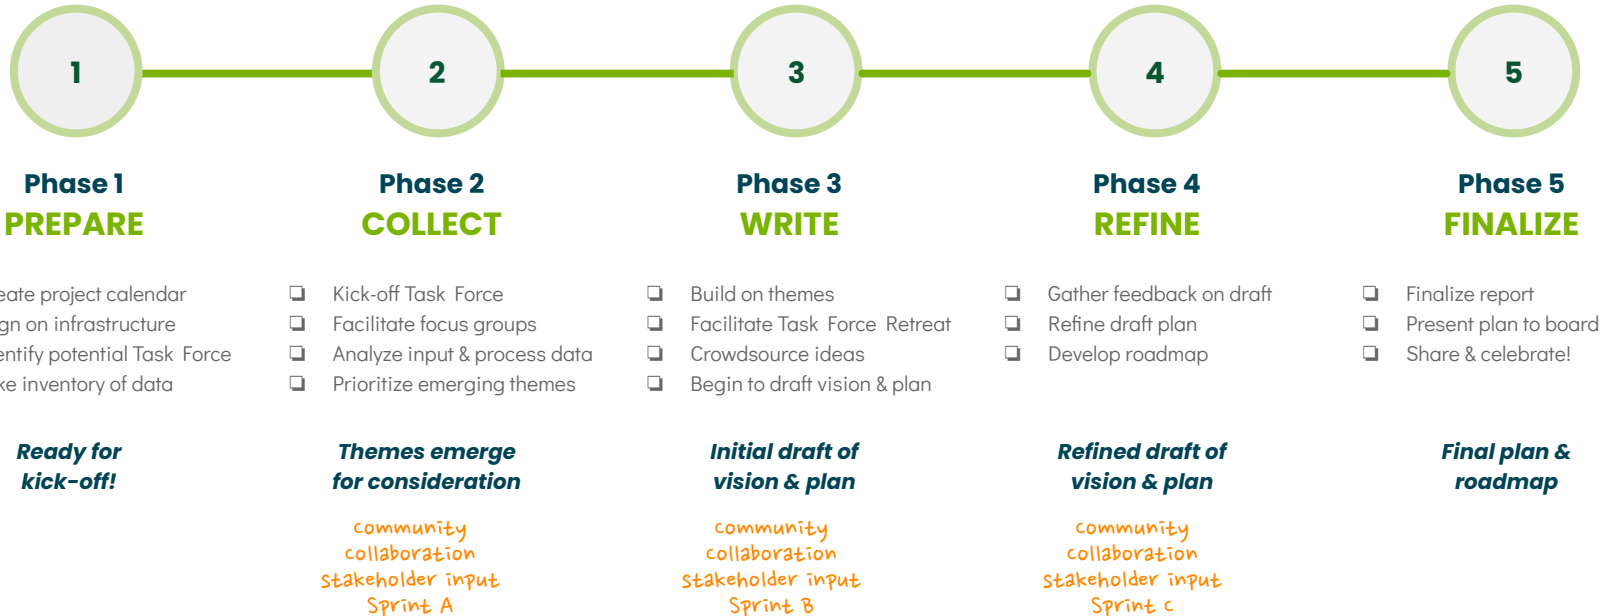 1
2
3
4
5
Phase 1
PREPARE
eate project calendar
gn on infrastructure
entify potential Task Force
ke inventory of data
Ready for
kick-off!
Phase 2
COLLECT
❏ Kick-off Task Force
❏ Facilitate focus groups
❏ Analyze input & process data
❏ Prioritize emerging themes
Themes emerge
for consideration
community
collaboration
stakeholder input
Sprint A
Phase 3
WRITE
❏ Build on themes
❏ Facilitate Task Force Retreat
❏ Crowdsource ideas
❏ Begin to draft vision & plan
Initial draft of
vision & plan
community
collaboration
stakeholder input
Sprint B
Phase 4
REFINE
❏ Gather feedback on draft
❏ Refine draft plan
❏ Develop roadmap
Refined draft of
vision & plan
community
collaboration
stakeholder input
Sprint C
Phase 5
FINALIZE
❏ Finalize report
❏ Present plan to board
❏ Share & celebrate!
Final plan &
roadmap